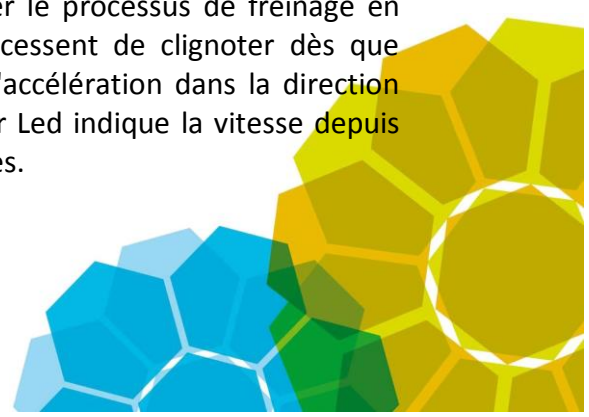 er le processus de freinage en
cessent de clignoter dès que
'accélération dans la direction
r Led indique la vitesse depuis
es.